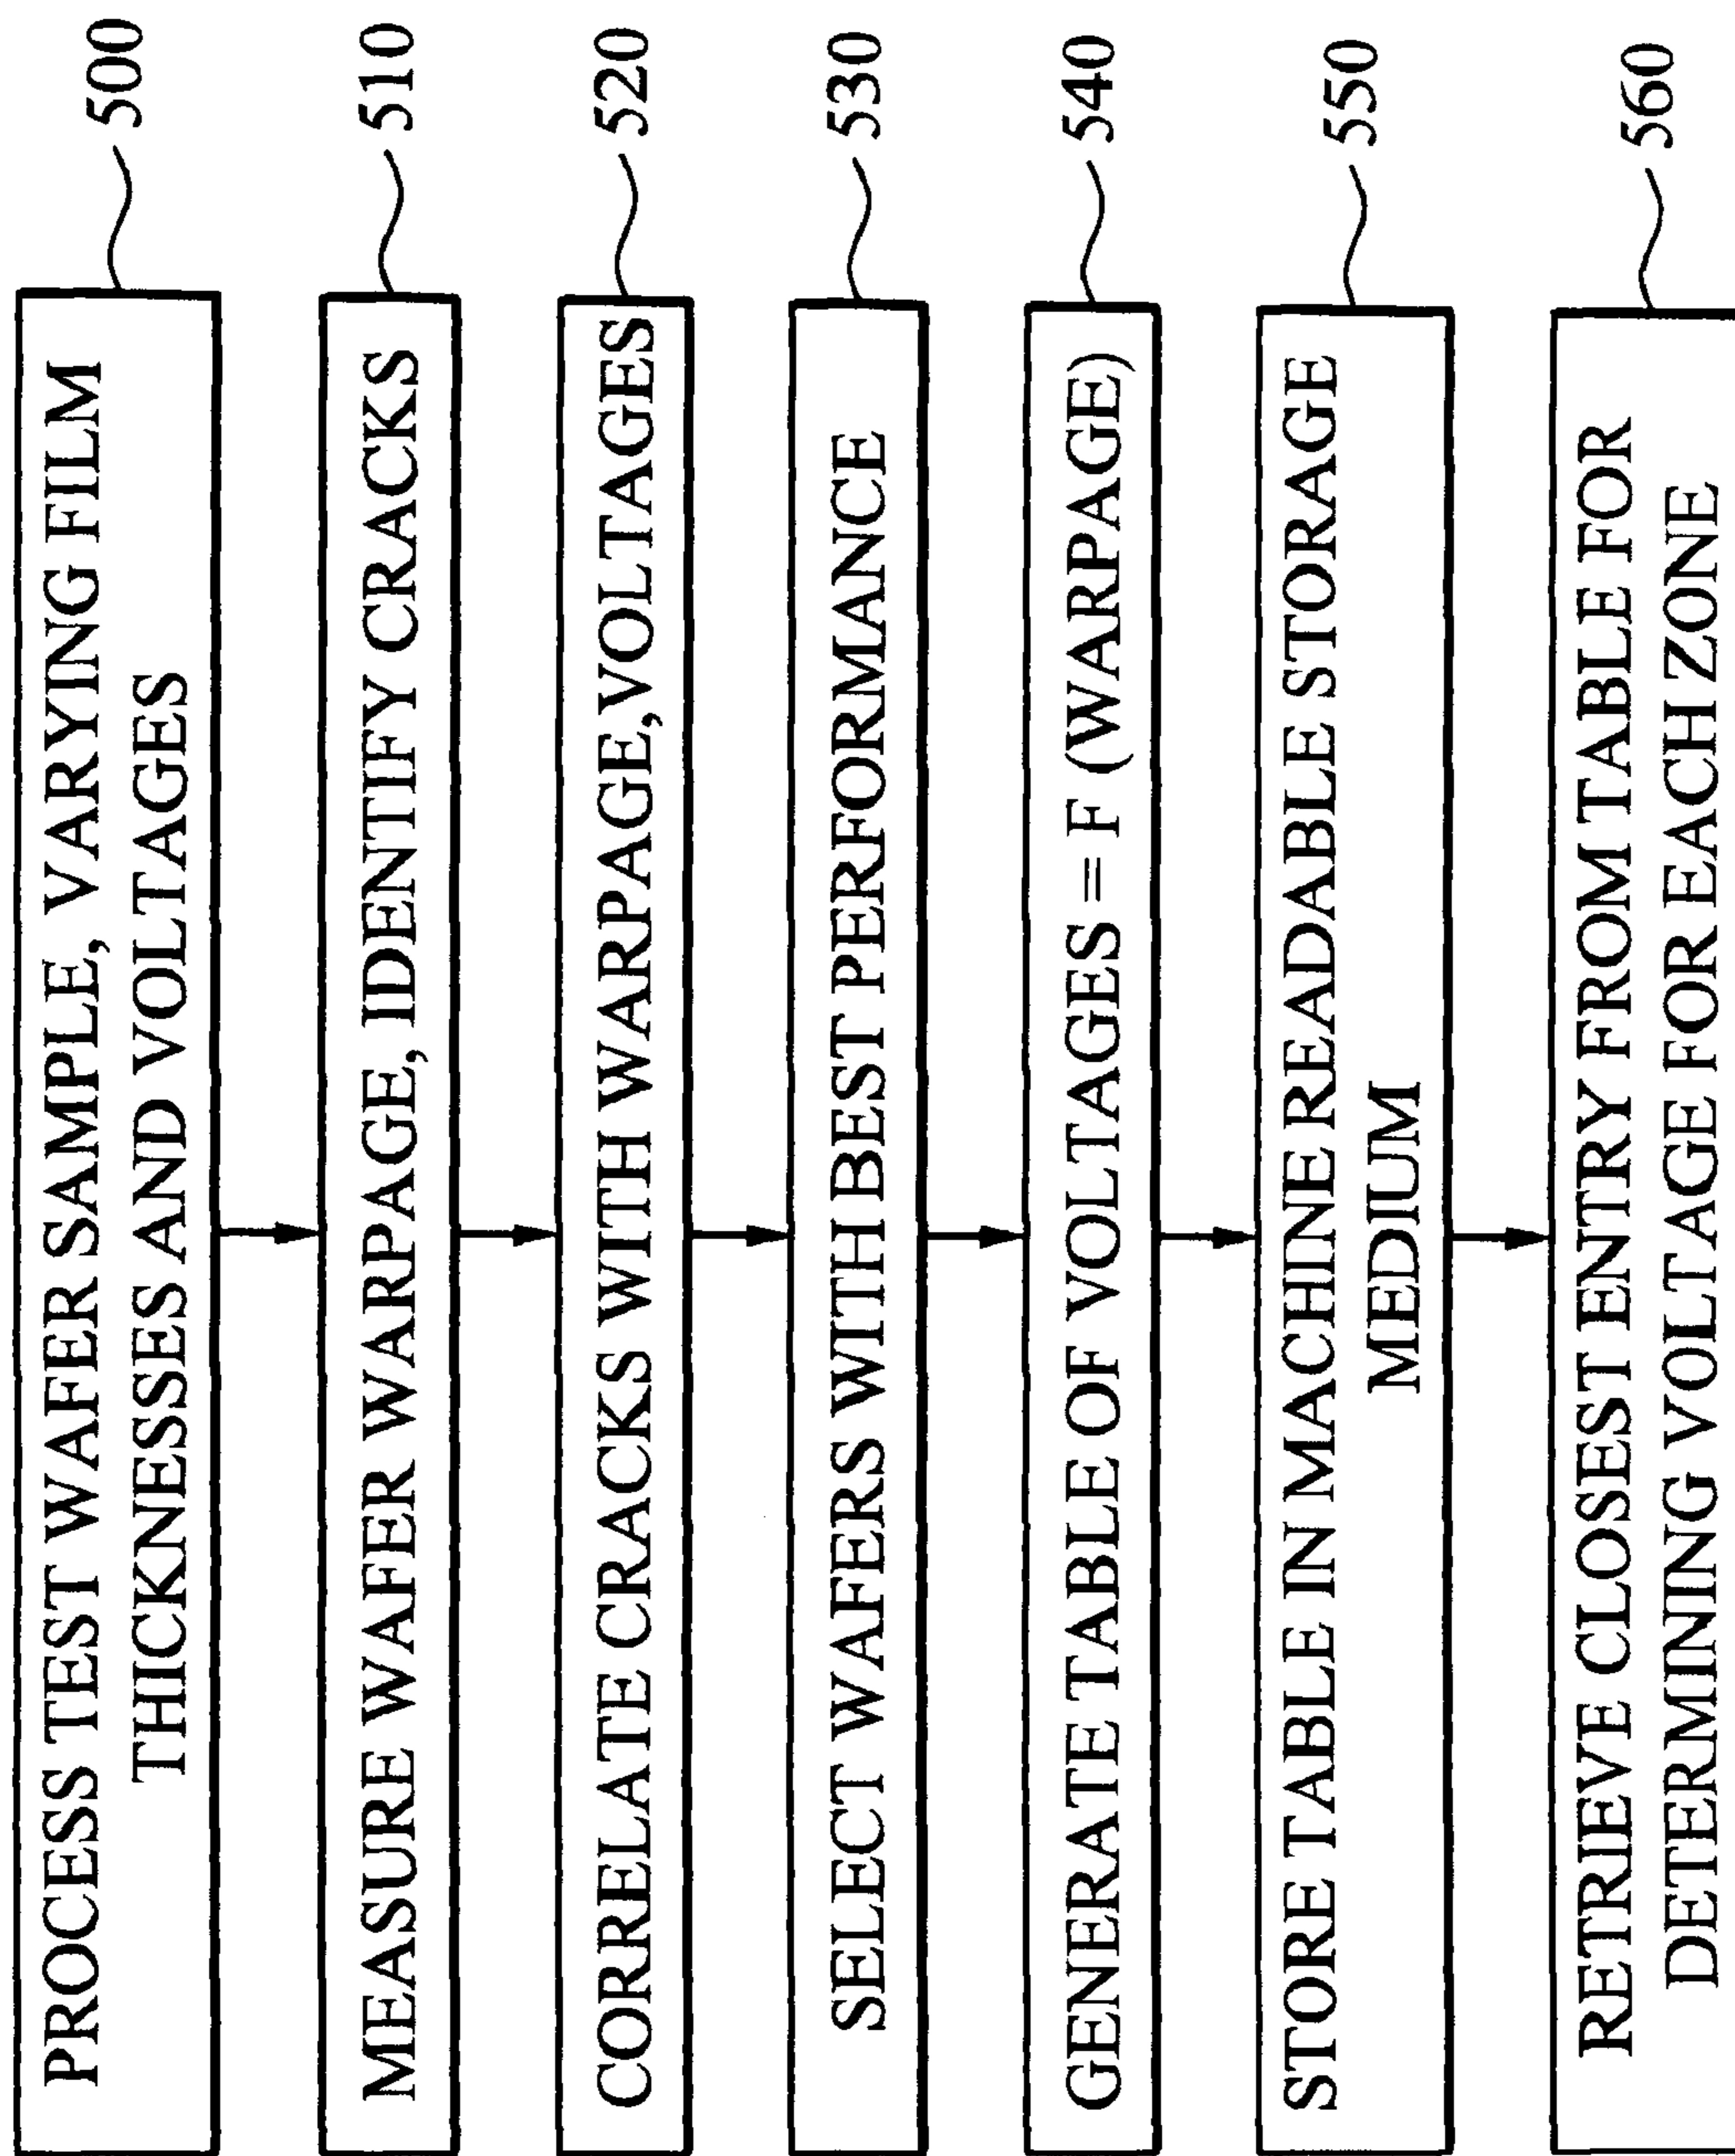 PROCESS TEST WAFER SAMPLE, VARYING FILM
THICKNESSES AND VOLTAGES
500
MEASURE WAFER WARPAGE, IDENTIFY CRACKS
510
CORRELATE CRACKS WITH WARPAGE,VOLTAGES
520
SELECT WAFERS WITH BEST PERFORMANCE
530
GENERATE TABLE OF VOLTAGES = F (WARPAGE)
540
STORE TABLE IN MACHINE READABLE STORAGE
MEDIUM
550
RETRIEVE CLOSEST ENTRY FROM TABLE FOR
DETERMINING VOLTAGE FOR EACH ZONE
560